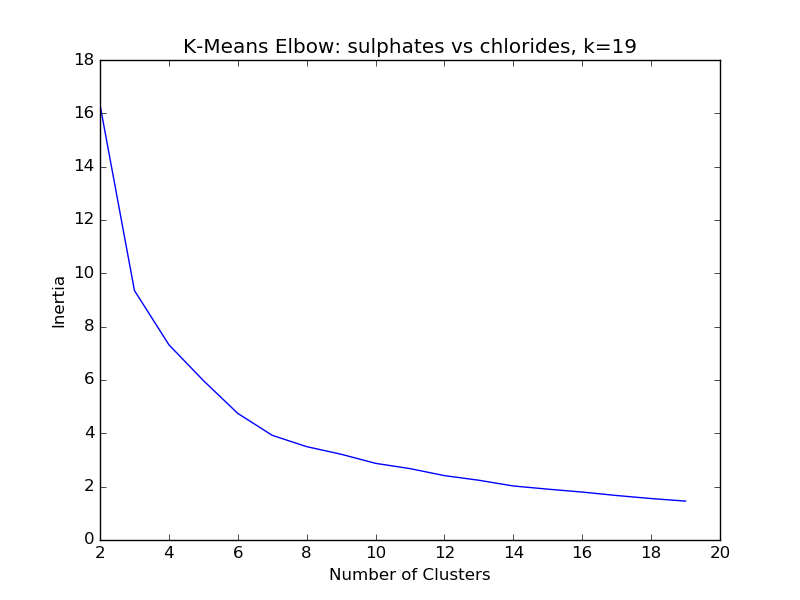 K-Means Elbow: sulphates vs chlorides, k=19
18
16
14
12
10
8
6
4
2
0
Inertia
2 4 6 8 10 12 14 16 18 20
Number of Clusters